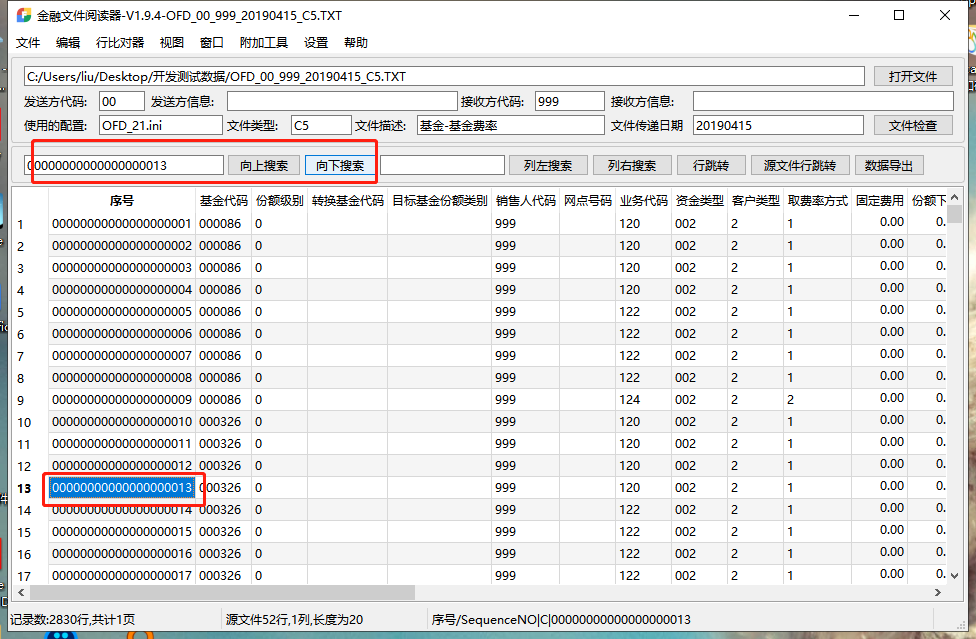 金融文件阅读器-V1.9.4-OFD_00_999_20190415_C5.TXT
文件 编辑 行比对器 视图 窗口 附加工具 设置 帮助
C:/Users/liu/Desktop/开发测试数据/OFD_00_999_20190415_C5.TXT 打开文件
发送方代码: 00 发送方信息: 接收方代码: 999 接收方信息:
使用的配置: OFD_21.ini 文件类型: C5 文件描述: 基金-基金费率 文件传递日期 20190415 文件检查
00000000000000000013 向上搜索 向下搜索 列左搜索 列右搜索 行跳转 源文件行跳转 数据导出
序号 基金代码 份额级别 转换基金代码 目标基金份额类别 销售人代码 网点号码 业务代码 资金类型 客户类型 取费率方式 固定费用 份额下
1 00000000000000000001 000086 0 999 120 002 2 1 0.00 0.
2 00000000000000000002 000086 0 999 120 002 2 1 0.00 0.
3 00000000000000000003 000086 0 999 120 002 2 1 0.00 0.
4 00000000000000000004 000086 0 999 120 002 2 1 0.00 0.
5 00000000000000000005 000086 0 999 122 002 2 1 0.00 0.
6 00000000000000000006 000086 0 999 122 002 2 1 0.00 0.
7 00000000000000000007 000086 0 999 122 002 2 1 0.00 0.
8 00000000000000000008 000086 0 999 122 002 2 1 0.00 0.
9 00000000000000000009 000086 0 999 124 002 2 2 0.00 0.
10 00000000000000000010 000326 0 999 120 002 2 1 0.00 0.
11 00000000000000000011 000326 0 999 120 002 2 1 0.00 0.
12 00000000000000000012 000326 0 999 120 002 2 1 0.00 0.
13 00000000000000000013 000326 0 999 120 002 2 1 0.00 0.
14 00000000000000000014 000326 0 999 122 002 2 1 0.00 0.
15 00000000000000000015 000326 0 999 122 002 2 1 0.00 0.
16 00000000000000000016 000326 0 999 122 002 2 1 0.00 0.
17 00000000000000000017 000326 0 999 122 002 2 1 0.00 0.
记录数:2830行,共计1页 源文件52行,1列,长度为20 序号/SequenceNO|C|00000000000000000013